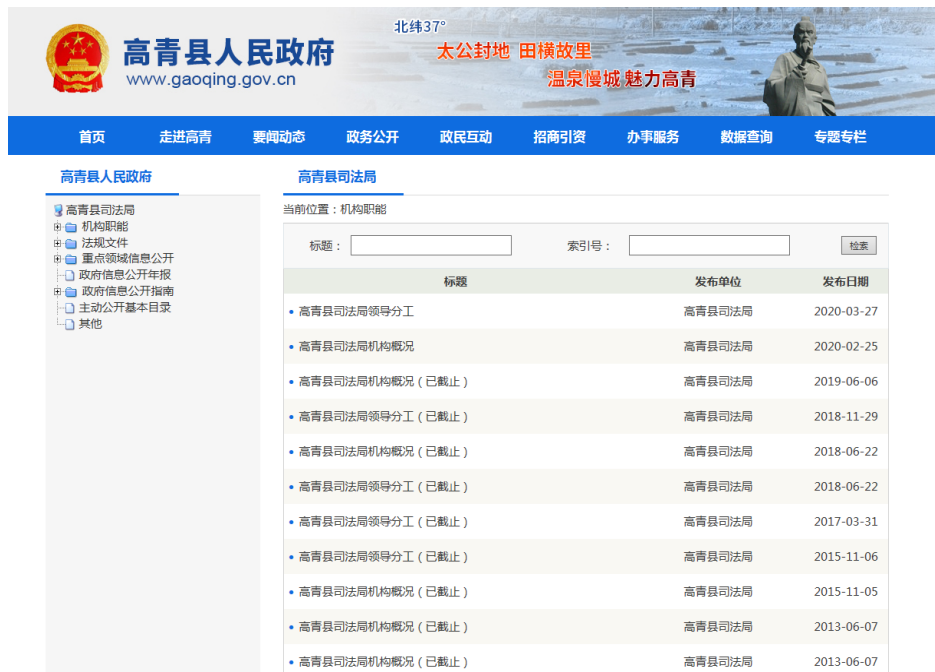 北纬37°
太公封地 田横故里
温泉慢城 魅力高青
高青县人民政府
www.gaoqing.gov.cn
首页 走进高青 要闻动态 政务公开 政民互动 招商引资 办事服务 数据查询 专题专栏
高青县人民政府
高青县司法局
机构职能
法规文件
重点领域信息公开
政府信息公开年报
政府信息公开指南
主动公开基本目录
其他
高青县司法局
当前位置：机构职能
标题： 索引号： 检索
标题 发布单位 发布日期
• 高青县司法局领导分工 高青县司法局 2020-03-27
• 高青县司法局机构概况 高青县司法局 2020-02-25
• 高青县司法局机构概况（已截止） 高青县司法局 2019-06-06
• 高青县司法局领导分工（已截止） 高青县司法局 2018-11-29
• 高青县司法局机构概况（已截止） 高青县司法局 2018-06-22
• 高青县司法局领导分工（已截止） 高青县司法局 2018-06-22
• 高青县司法局领导分工（已截止） 高青县司法局 2017-03-31
• 高青县司法局领导分工（已截止） 高青县司法局 2015-11-06
• 高青县司法局机构概况（已截止） 高青县司法局 2015-11-05
• 高青县司法局机构概况（已截止） 高青县司法局 2013-06-07
• 高青县司法局机构概况（已截止） 高青县司法局 2013-06-07